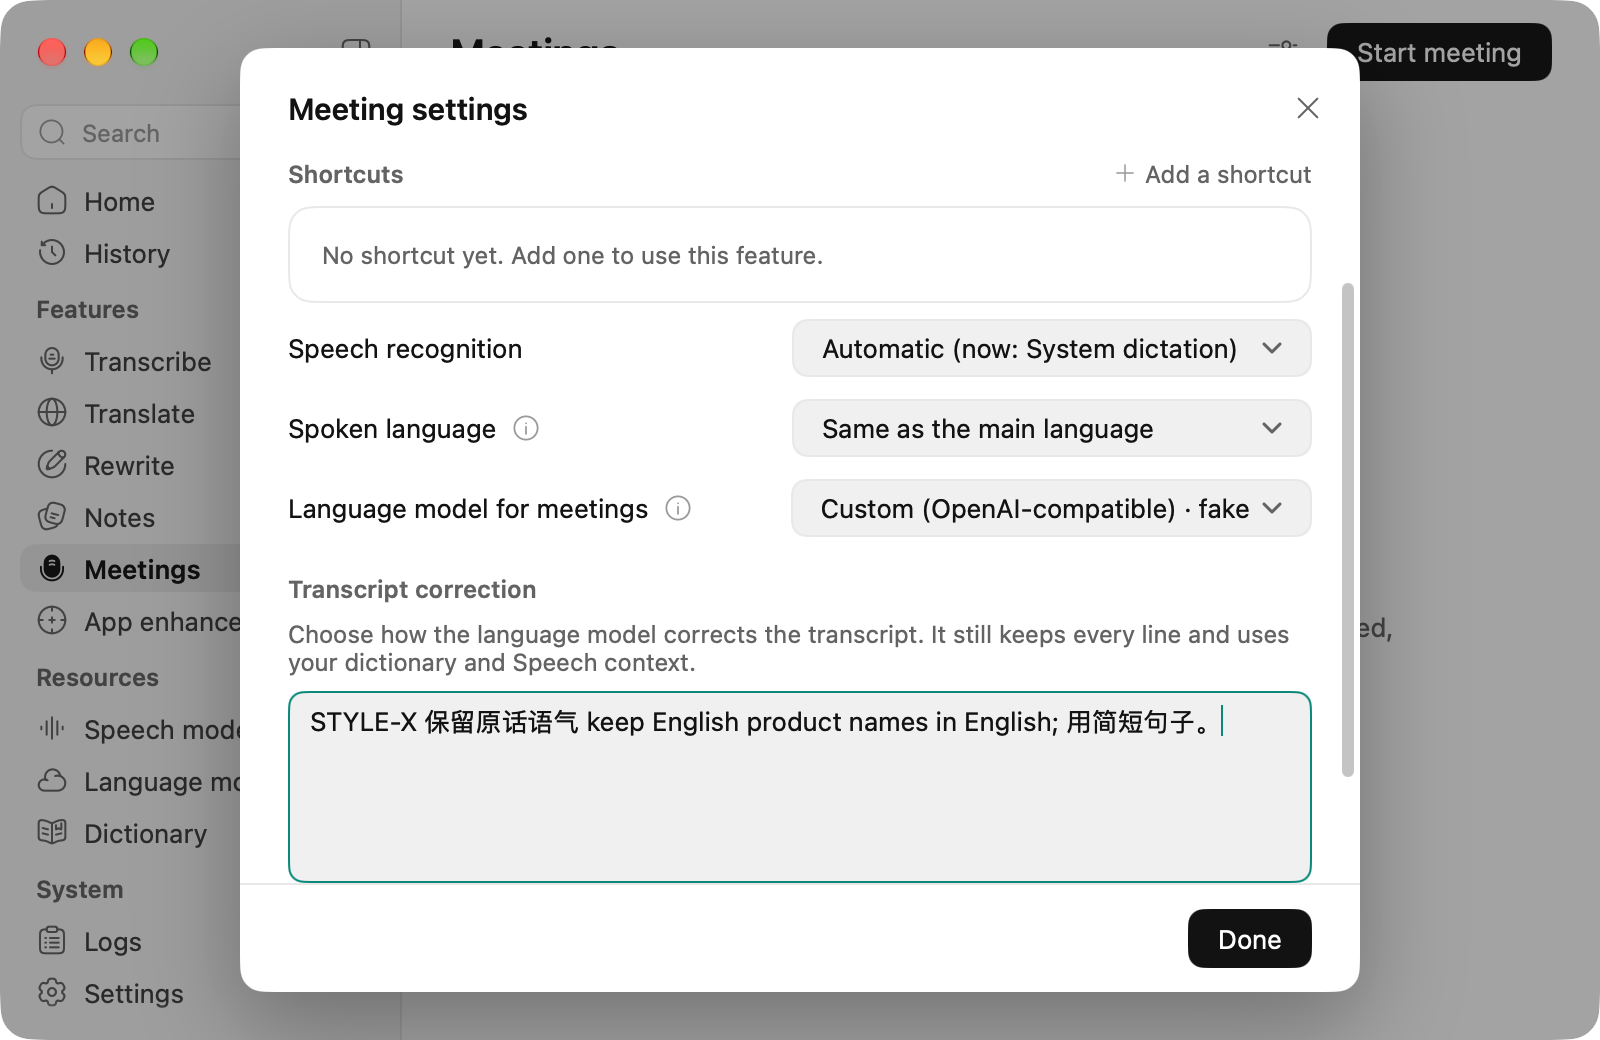 Meetings
Start meeting
Search
Home
History
Features
Transcribe
Translate
Rewrite
Notes
Meetings
App enhance
Resources
Speech mode
Language mo
Dictionary
System
Logs
Settings
Meeting settings
Shortcuts
Add a shortcut
No shortcut yet. Add one to use this feature.
Speech recognition
Automatic (now: System dictation)
Spoken language
Same as the main language
Language model for meetings
Custom (OpenAI-compatible) · fake
Transcript correction
Choose how the language model corrects the transcript. It still keeps every line and uses
your dictionary and Speech context.
STYLE-X 保留原话语气 keep English product names in English; 用简短句子。
Done
ed,